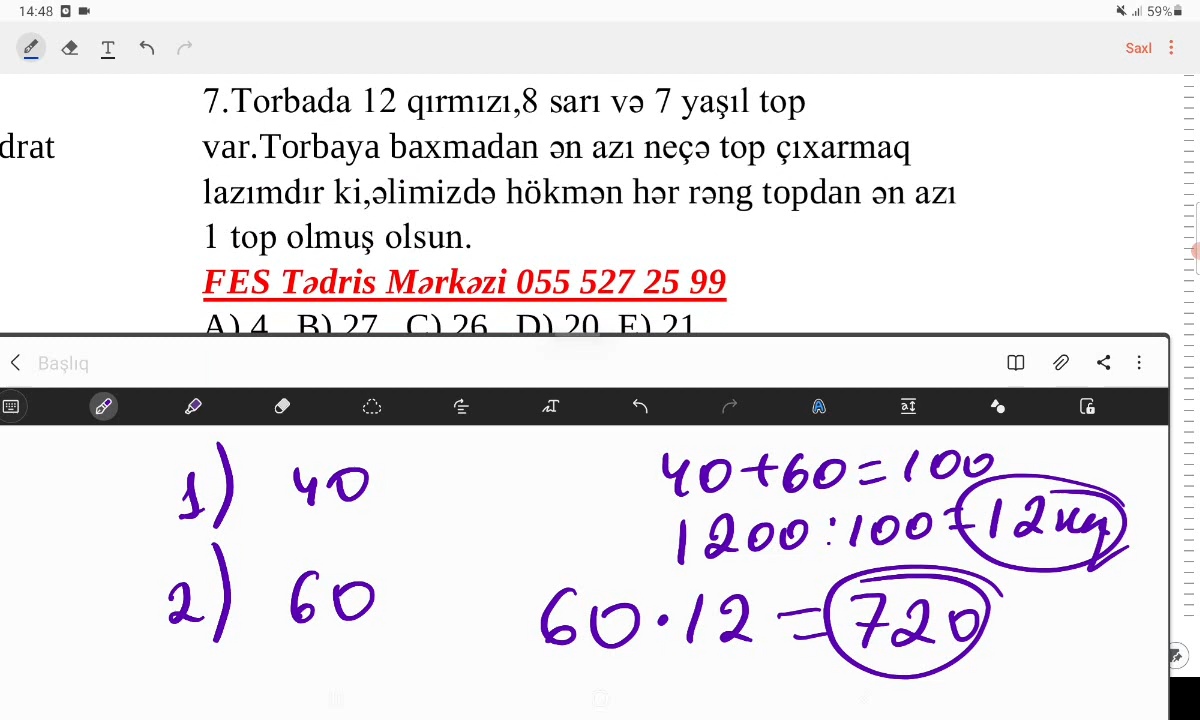 14:48
59%
Saxl
7.Torbada 12 qırmızı,8 sarı və 7 yaşıl top
drat
var.Torbaya baxmadan ən azı neçə top çıxarmaq
lazımdır ki,əlimizdə hökmən hər rəng topdan ən azı
1 top olmuş olsun.
FES Tədris Mərkəzi 055 527 25 99
A) 4 B) 27 C) 26 D) 20 E) 21
Başlıq
1) 40
40+60=100
1200:100=12
2) 60
60·12=720